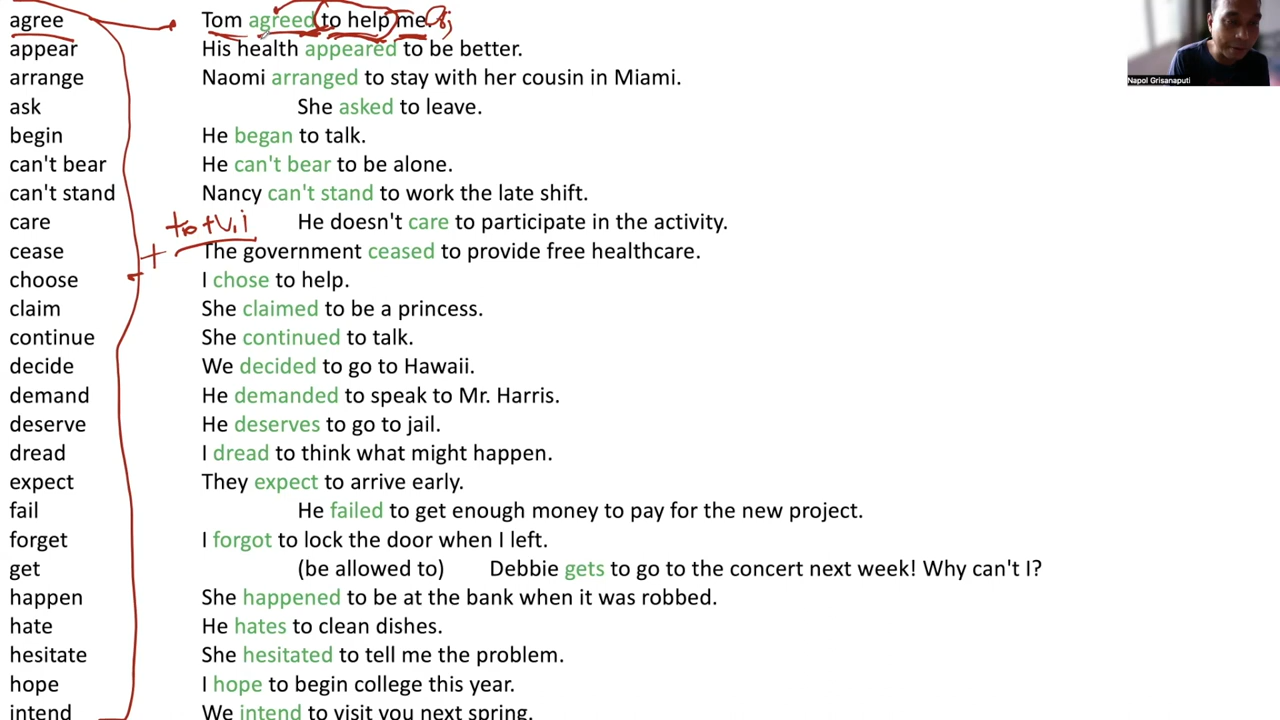 agree Tom agreed to help me.
appear His health appeared to be better.
arrange Naomi arranged to stay with her cousin in Miami.
ask She asked to leave.
begin He began to talk.
can't bear He can't bear to be alone.
can't stand Nancy can't stand to work the late shift.
care He doesn't care to participate in the activity.
to + V.i
+
cease The government ceased to provide free healthcare.
choose I chose to help.
claim She claimed to be a princess.
continue She continued to talk.
decide We decided to go to Hawaii.
demand He demanded to speak to Mr. Harris.
deserve He deserves to go to jail.
dread I dread to think what might happen.
expect They expect to arrive early.
fail He failed to get enough money to pay for the new project.
forget I forgot to lock the door when I left.
get (be allowed to) Debbie gets to go to the concert next week! Why can't I?
happen She happened to be at the bank when it was robbed.
hate He hates to clean dishes.
hesitate She hesitated to tell me the problem.
hope I hope to begin college this year.
intend We intend to visit you next spring.
Napol Grisanaputi